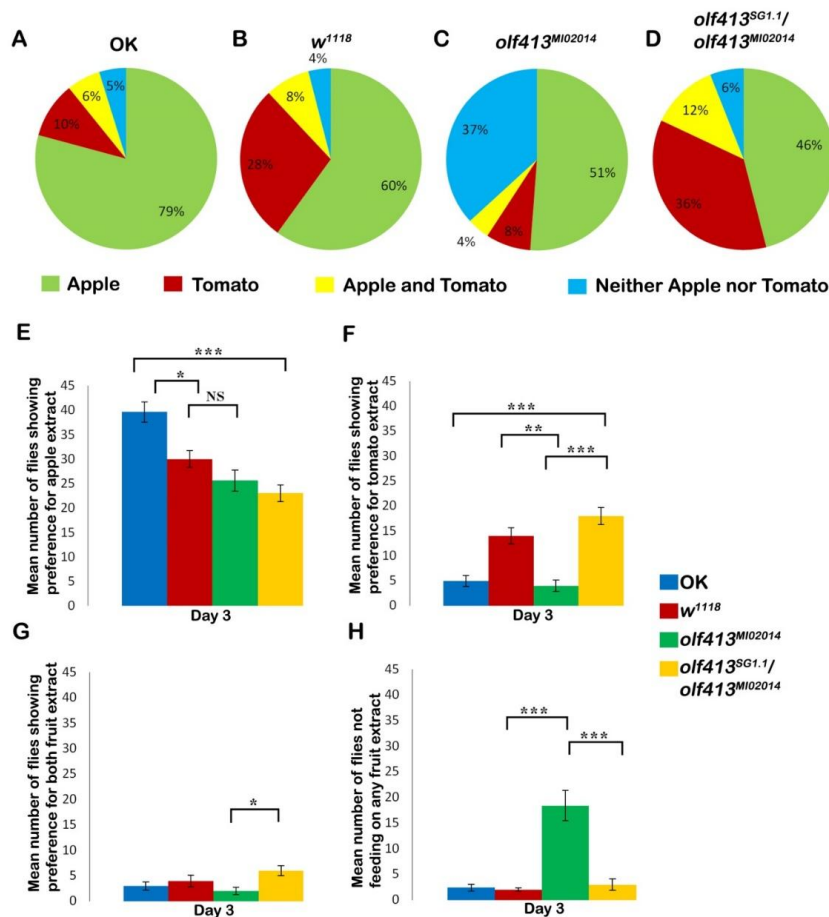 A
OK
B
w1118
C
olf413MI02014
D
olf413SG1.1/
olf413MI02014
5%
6%
10%
79%
4%
8%
28%
60%
37%
4%
8%
51%
6%
12%
36%
46%
Apple
Tomato
Apple and Tomato
Neither Apple nor Tomato
E
Mean number of flies showing
preference for apple extract
45
40
35
30
25
20
15
10
5
0
***
*
NS
Day 3
F
Mean number of flies showing
preference for tomato extract
45
40
35
30
25
20
15
10
5
0
***
**
***
Day 3
OK
w1118
olf413MI02014
olf413SG1.1/
olf413MI02014
G
Mean number of flies showing
preference for both fruit extract
45
40
35
30
25
20
15
10
5
0
*
Day 3
H
Mean number of flies not
feeding on any fruit extract
45
40
35
30
25
20
15
10
5
0
***
***
Day 3